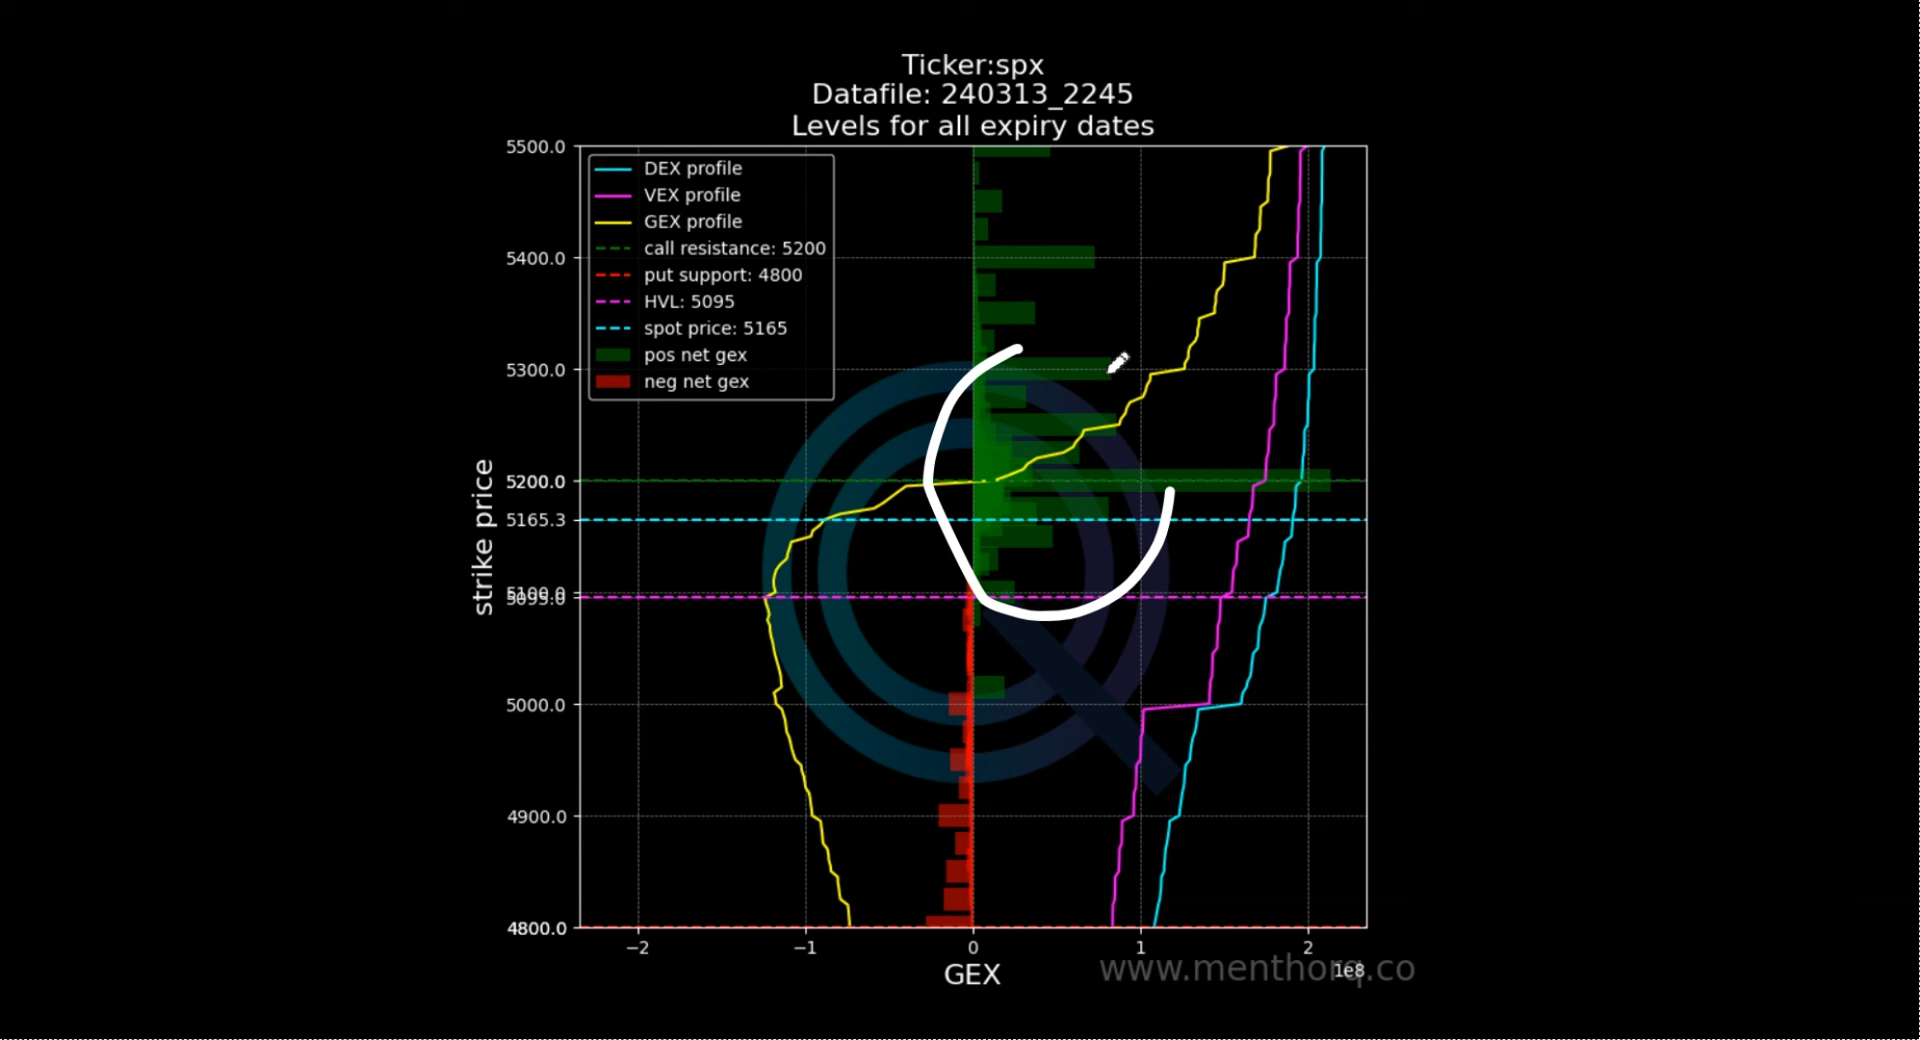 Ticker:spx
Datafile: 240313_2245
Levels for all expiry dates
DEX profile
VEX profile
GEX profile
call resistance: 5200
put support: 4800
HVL: 5095
spot price: 5165
pos net gex
neg net gex
5500.0
5400.0
5300.0
5200.0
5165.3
5000.0
4900.0
4800.0
strike price
−2
−1
0
1
2
1e8
GEX
www.menthorq.co